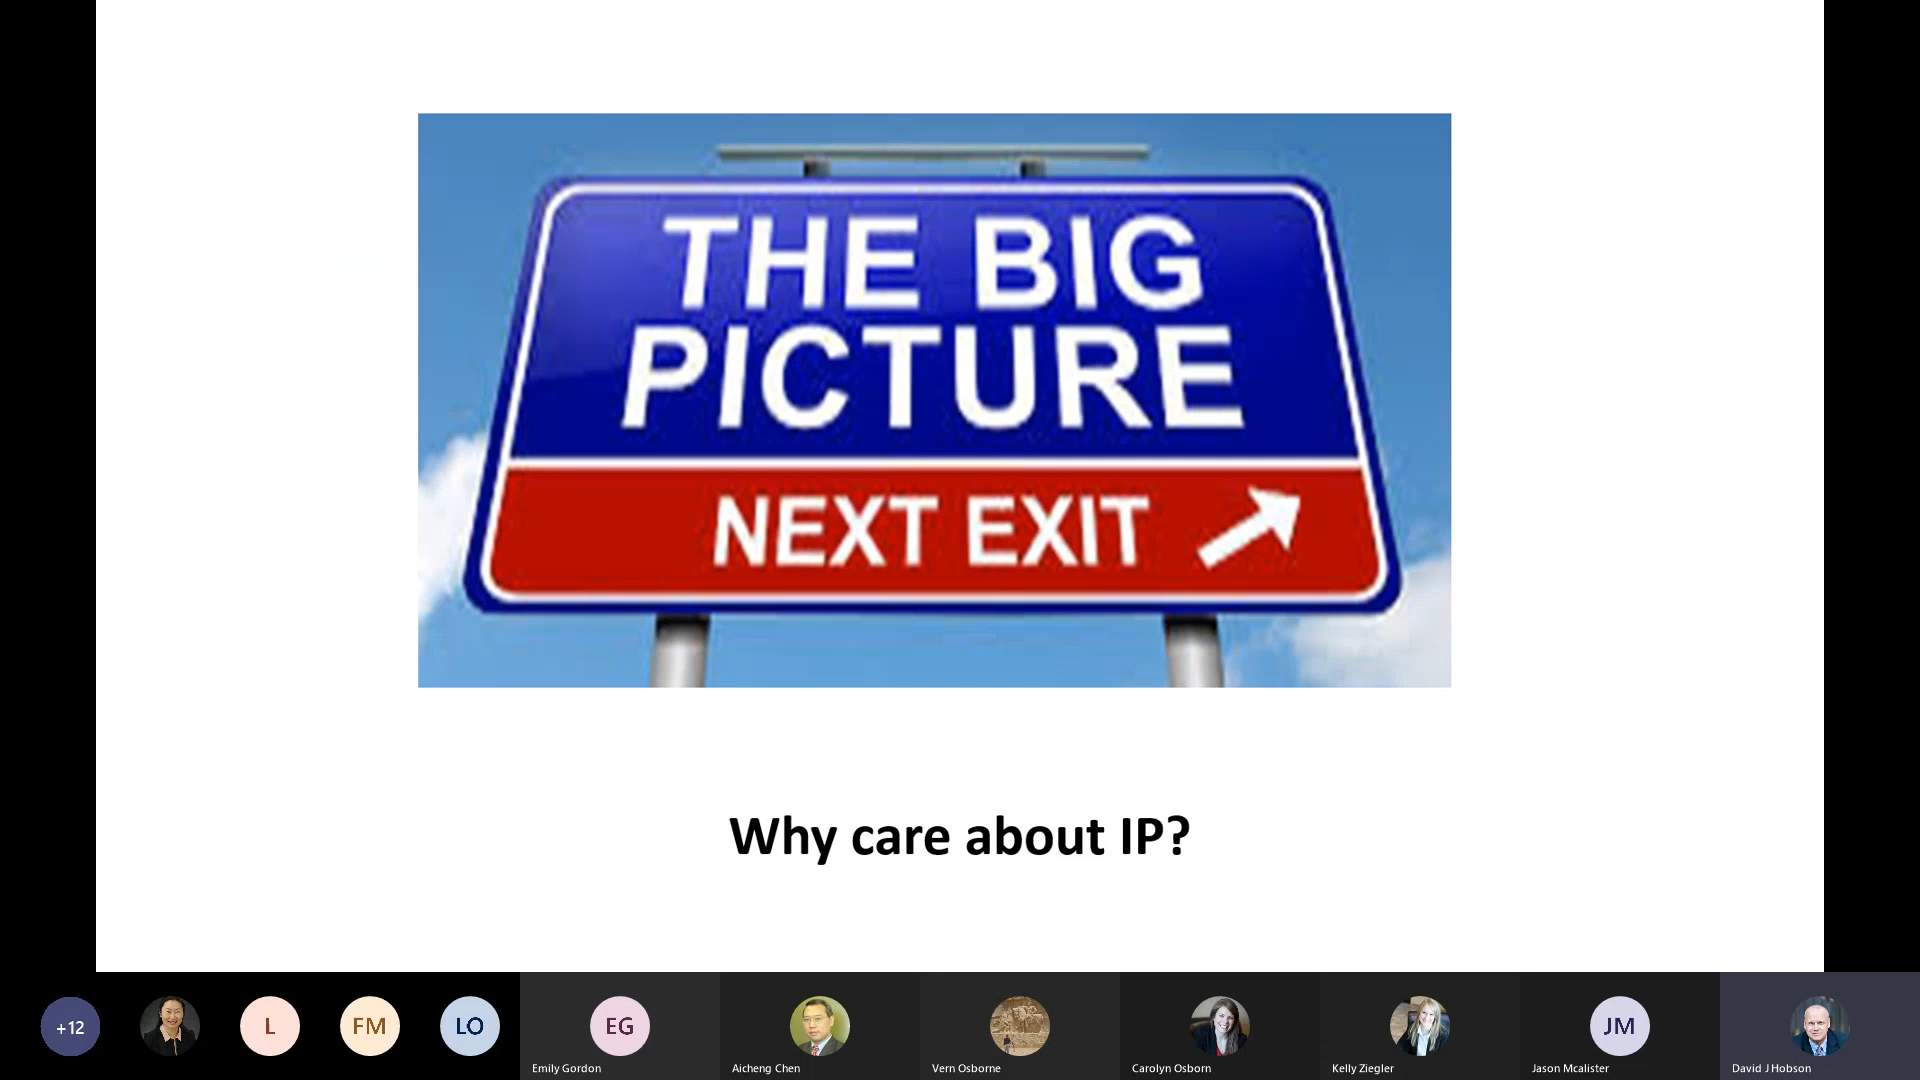 THE BIG
PICTURE
NEXT EXIT
Why care about IP?
+12
L
FM
LO
EG
JM
Emily Gordon
Aicheng Chen
Vern Osborne
Carolyn Osborn
Kelly Ziegler
Jason Mcalister
David J Hobson